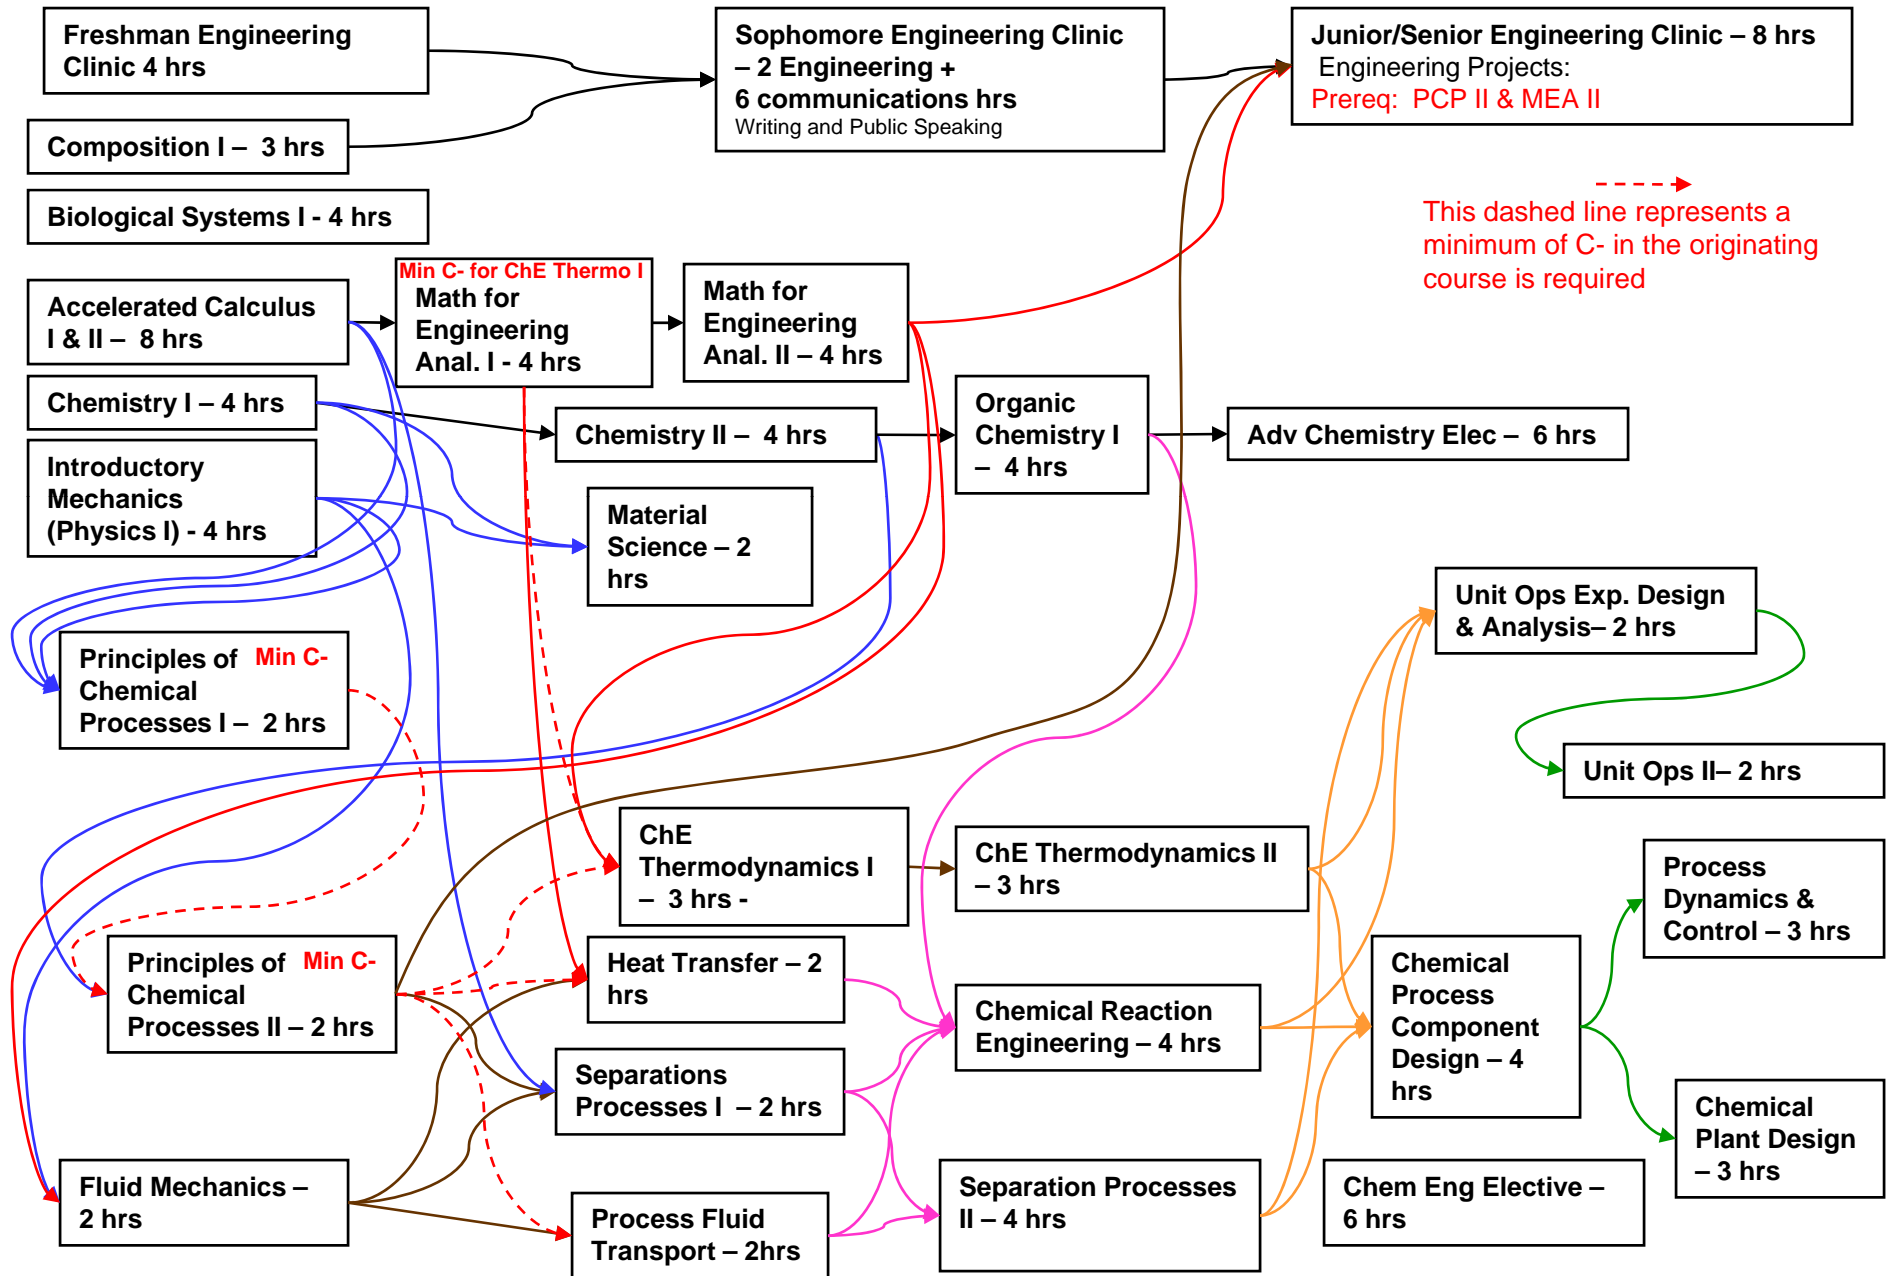 Freshman Engineering
Clinic 4 hrs
Sophomore Engineering Clinic
– 2 Engineering +
6 communications hrs
Writing and Public Speaking
Junior/Senior Engineering Clinic – 8 hrs
Engineering Projects:
Prereq: PCP II & MEA II
Composition I – 3 hrs
Biological Systems I - 4 hrs
This dashed line represents a
minimum of C- in the originating
course is required
Accelerated Calculus
I & II – 8 hrs
Min C- for ChE Thermo I
Math for
Engineering
Anal. I - 4 hrs
Math for
Engineering
Anal. II – 4 hrs
Chemistry I – 4 hrs
Chemistry II – 4 hrs
Organic
Chemistry I
– 4 hrs
Adv Chemistry Elec – 6 hrs
Introductory
Mechanics
(Physics I) - 4 hrs
Material
Science – 2
hrs
Unit Ops Exp. Design
& Analysis– 2 hrs
Principles of Min C-
Chemical
Processes I – 2 hrs
Unit Ops II– 2 hrs
ChE
Thermodynamics I
– 3 hrs -
ChE Thermodynamics II
– 3 hrs
Process
Dynamics &
Control – 3 hrs
Principles of Min C-
Chemical
Processes II – 2 hrs
Heat Transfer – 2
hrs
Chemical Reaction
Engineering – 4 hrs
Chemical
Process
Component
Design – 4
hrs
Separations
Processes I – 2 hrs
Chemical
Plant Design
– 3 hrs
Fluid Mechanics –
2 hrs
Process Fluid
Transport – 2hrs
Separation Processes
II – 4 hrs
Chem Eng Elective –
6 hrs